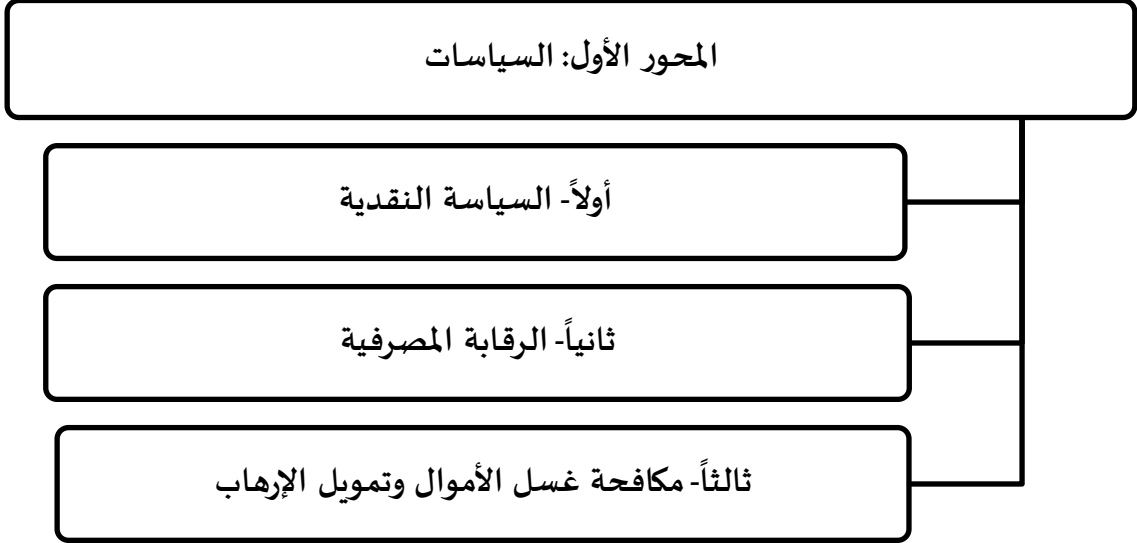 المحور الأول: السياسات
أولاً- السياسة النقدية
ثانياً- الرقابة المصرفية
ثالثاً- مكافحة غسل الأموال وتمويل الإرهاب